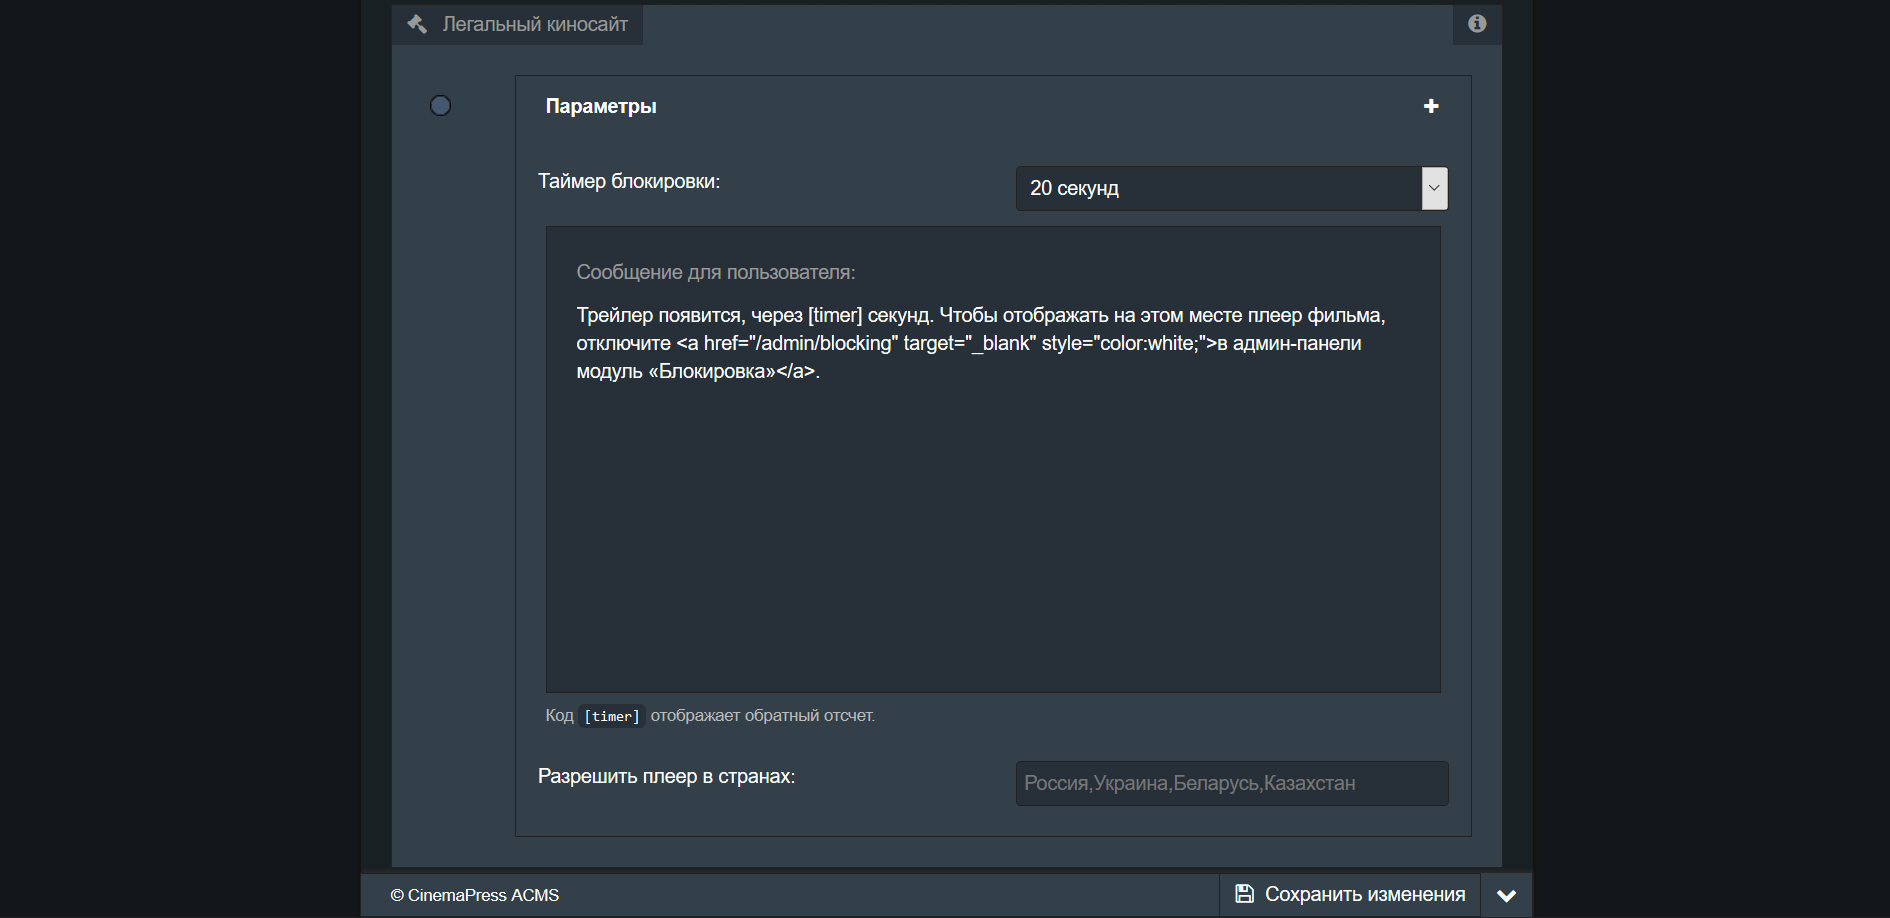 Легальный киносайт
Параметры
Таймер блокировки:
20 секунд
Сообщение для пользователя:
Трейлер появится, через [timer] секунд. Чтобы отображать на этом месте плеер фильма,
отключите <a href="/admin/blocking" target="_blank" style="color:white;">в админ-панели
модуль «Блокировка»</a>.
Код [timer] отображает обратный отсчет.
Разрешить плеер в странах:
Россия,Украина,Беларусь,Казахстан
© CinemaPress ACMS
Сохранить изменения